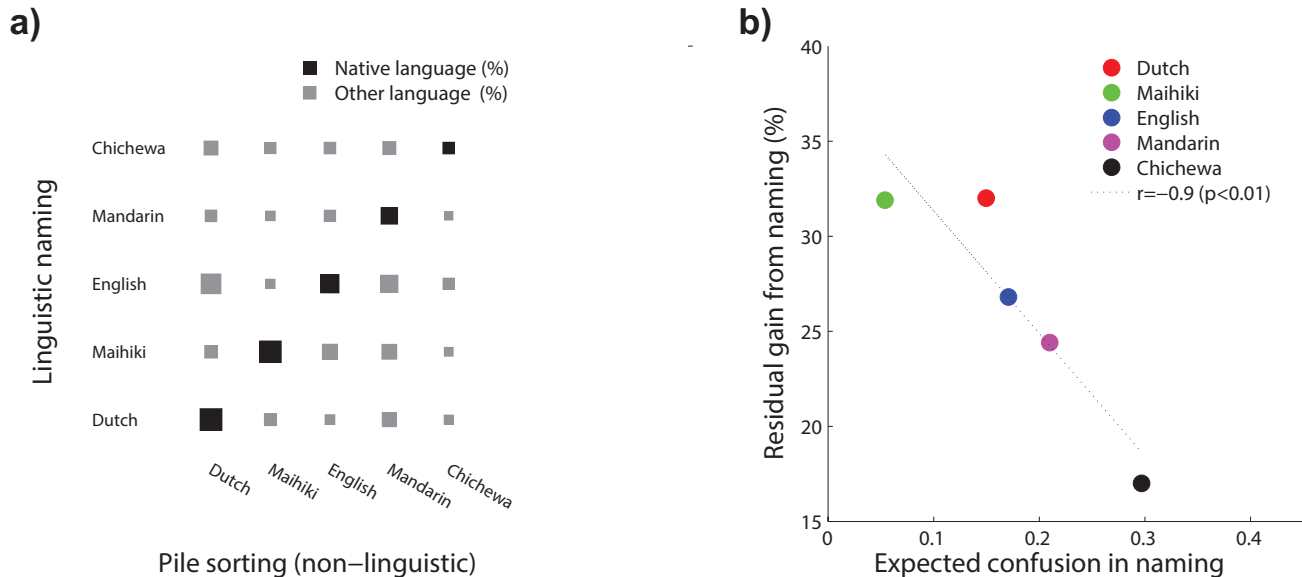 a)
Native language (%)
Other language (%)
Linguistic naming
Chichewa
Mandarin
English
Maihiki
Dutch
Dutch
Maihiki
English
Mandarin
Chichewa
Pile sorting (non−linguistic)
b)
Residual gain from naming (%)
40
35
30
25
20
15
0
0.1
0.2
0.3
0.4
Expected confusion in naming
Dutch
Maihiki
English
Mandarin
Chichewa
r=−0.9 (p<0.01)